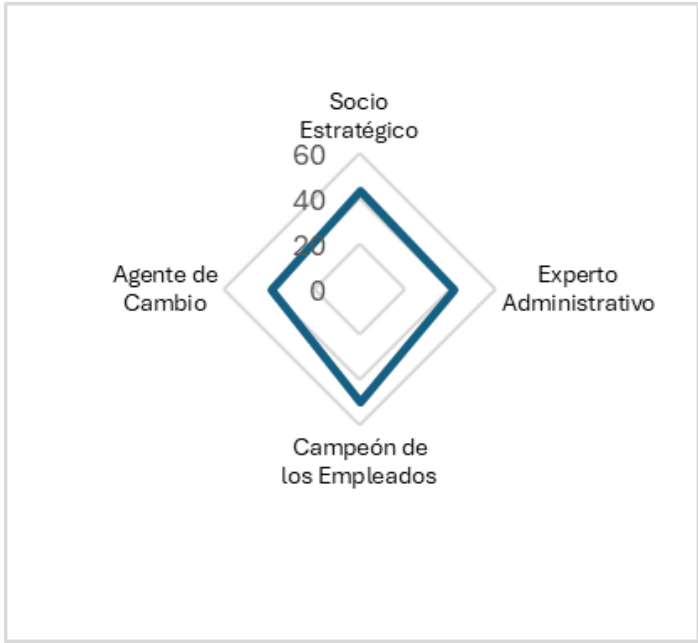 Socio
Estratégico
60
40
20
0
Agente de
Cambio
Experto
Administrativo
Campeón de
los Empleados